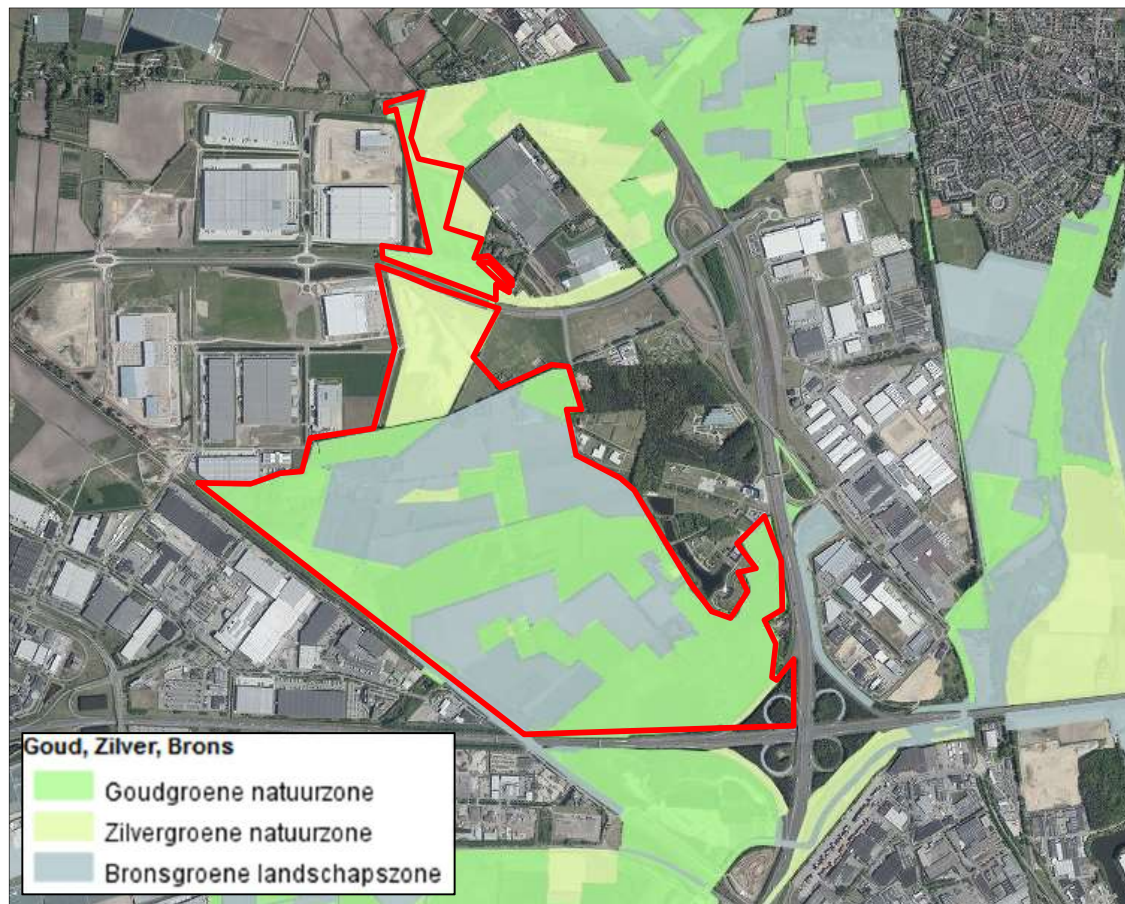 Goud, Zilver, Brons
Goudgroene natuurzone
Zilvergroene natuurzone
Bronsgroene landschapszone